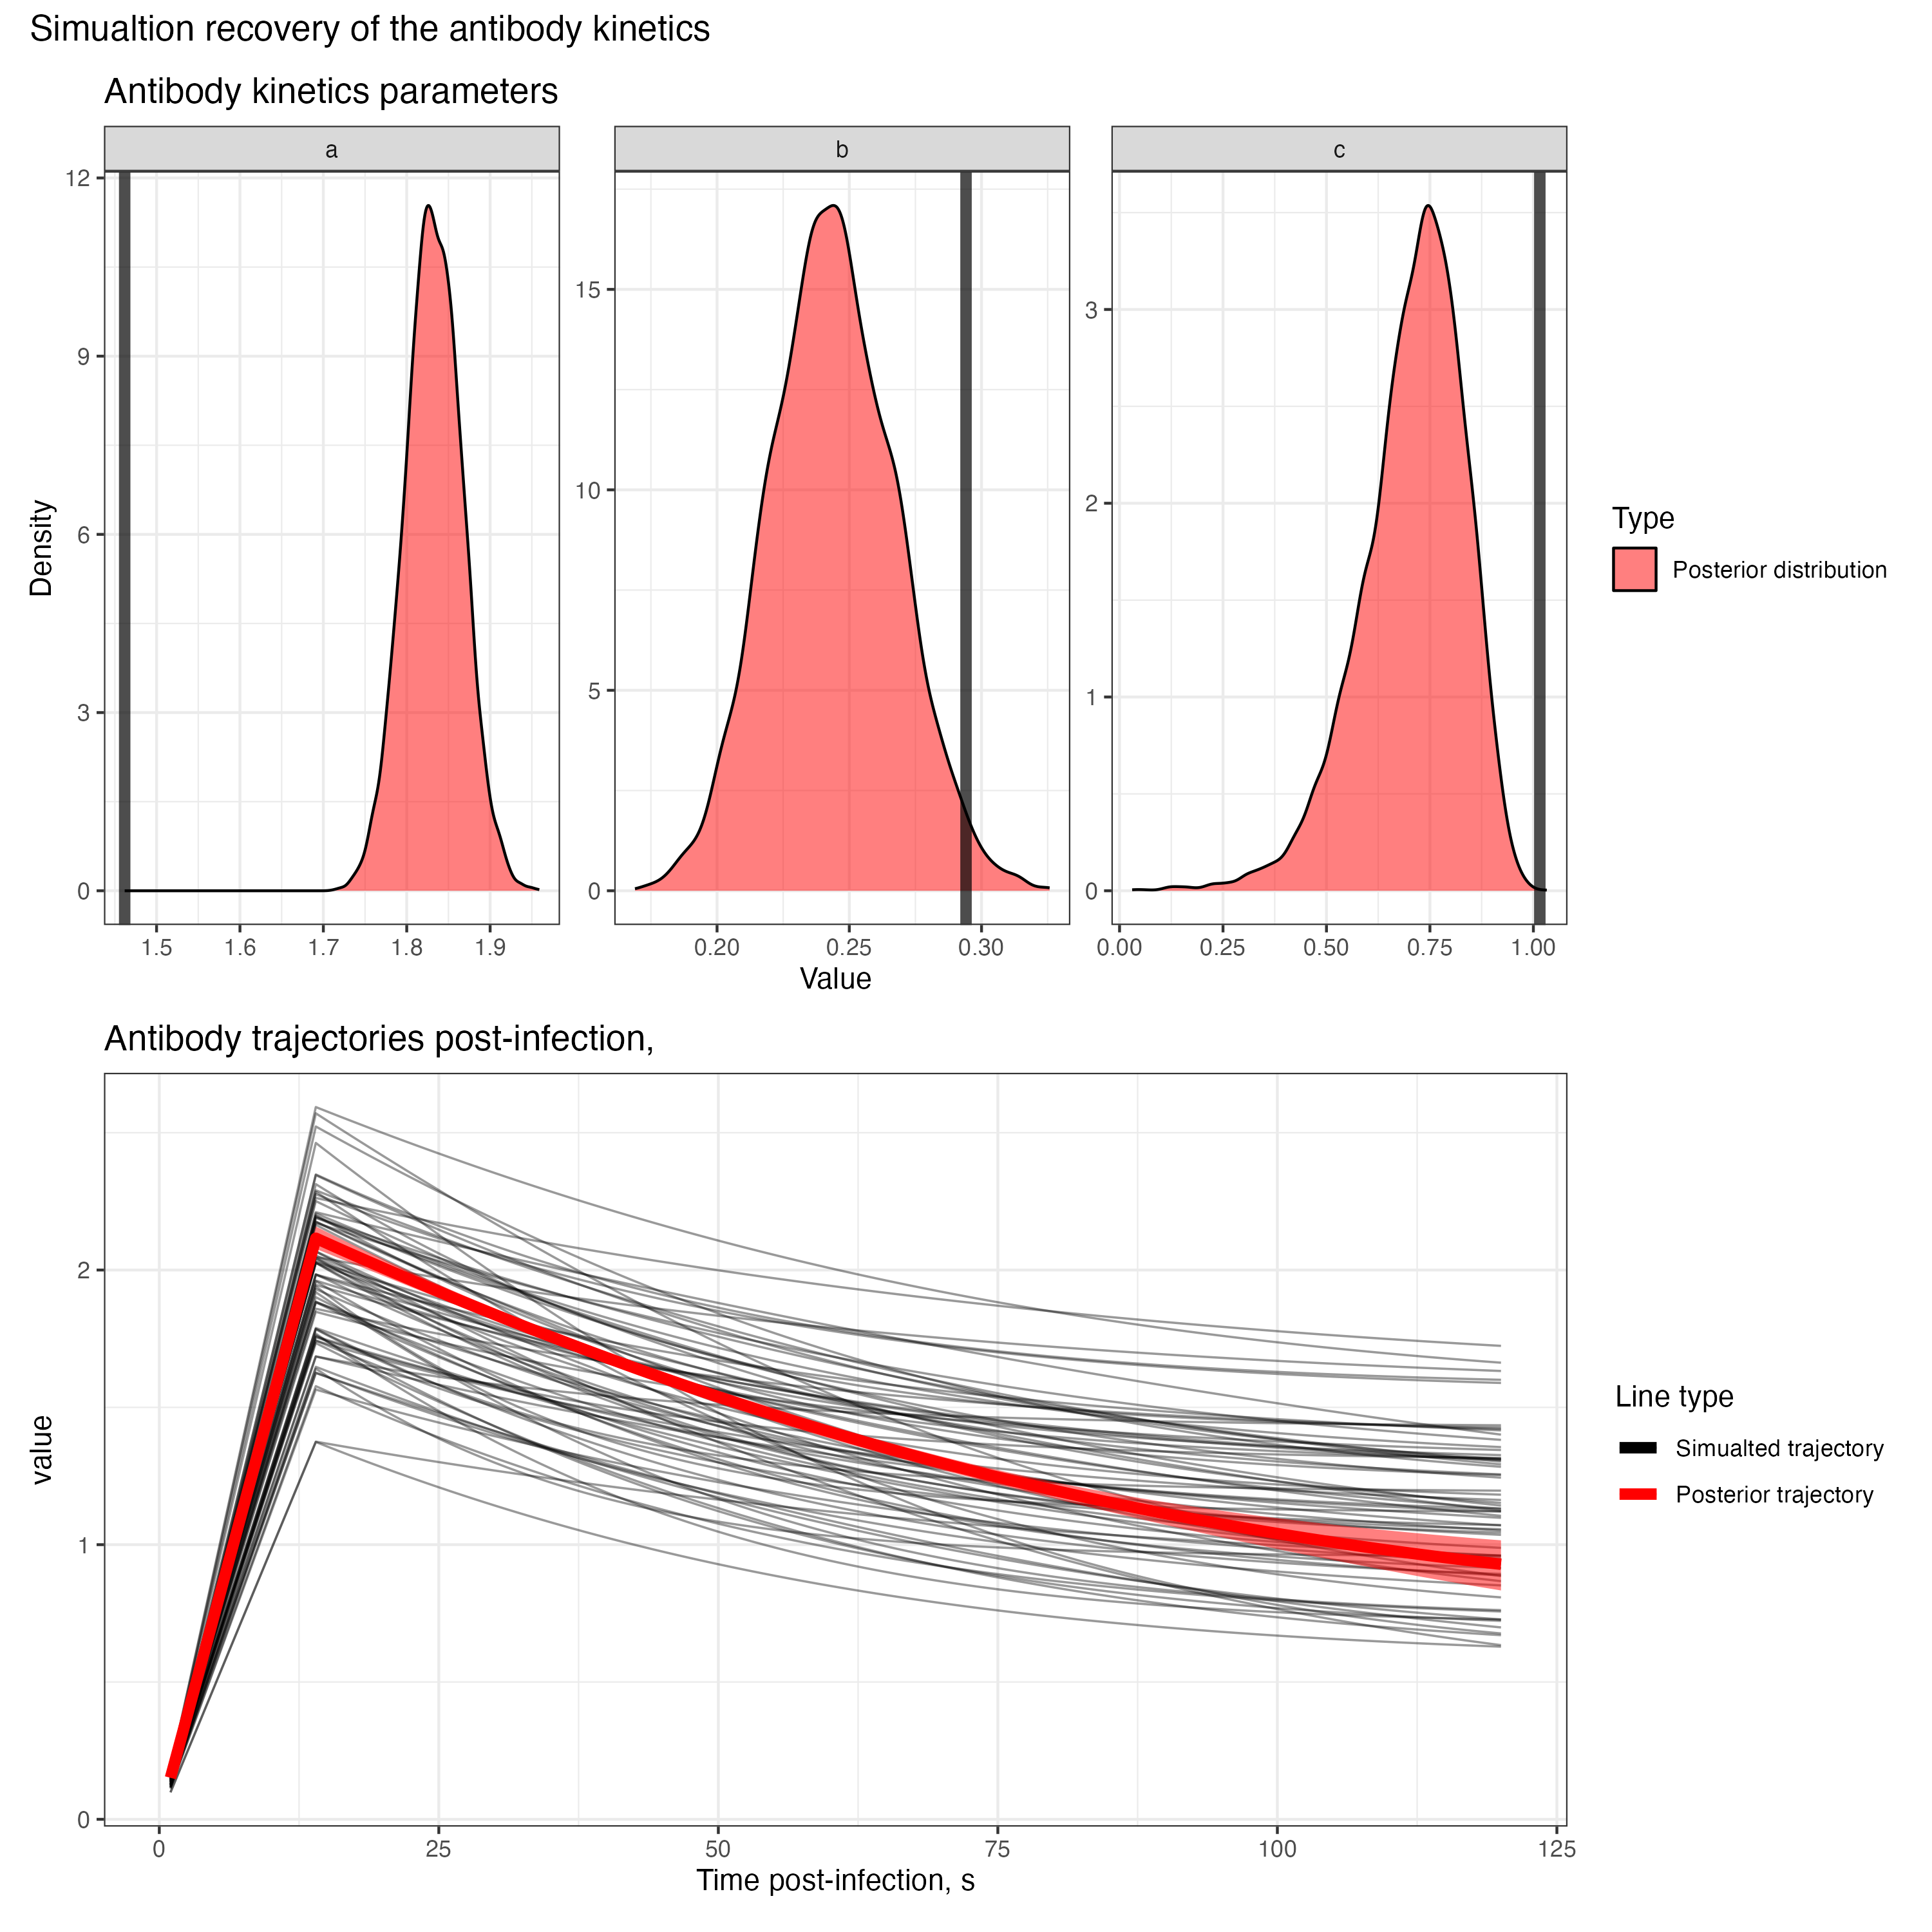 Simualtion recovery of the antibody kinetics
Antibody kinetics parameters
a
b
c
Density
12
9
6
3
0
15
10
5
0
3
2
1
0
1.5 1.6 1.7 1.8 1.9
0.20 0.25 0.30
0.00 0.25 0.50 0.75 1.00
Value
Type
Posterior distribution
Antibody trajectories post-infection,
value
2
1
0
0 25 50 75 100 125
Time post-infection, s
Line type
Simualted trajectory
Posterior trajectory